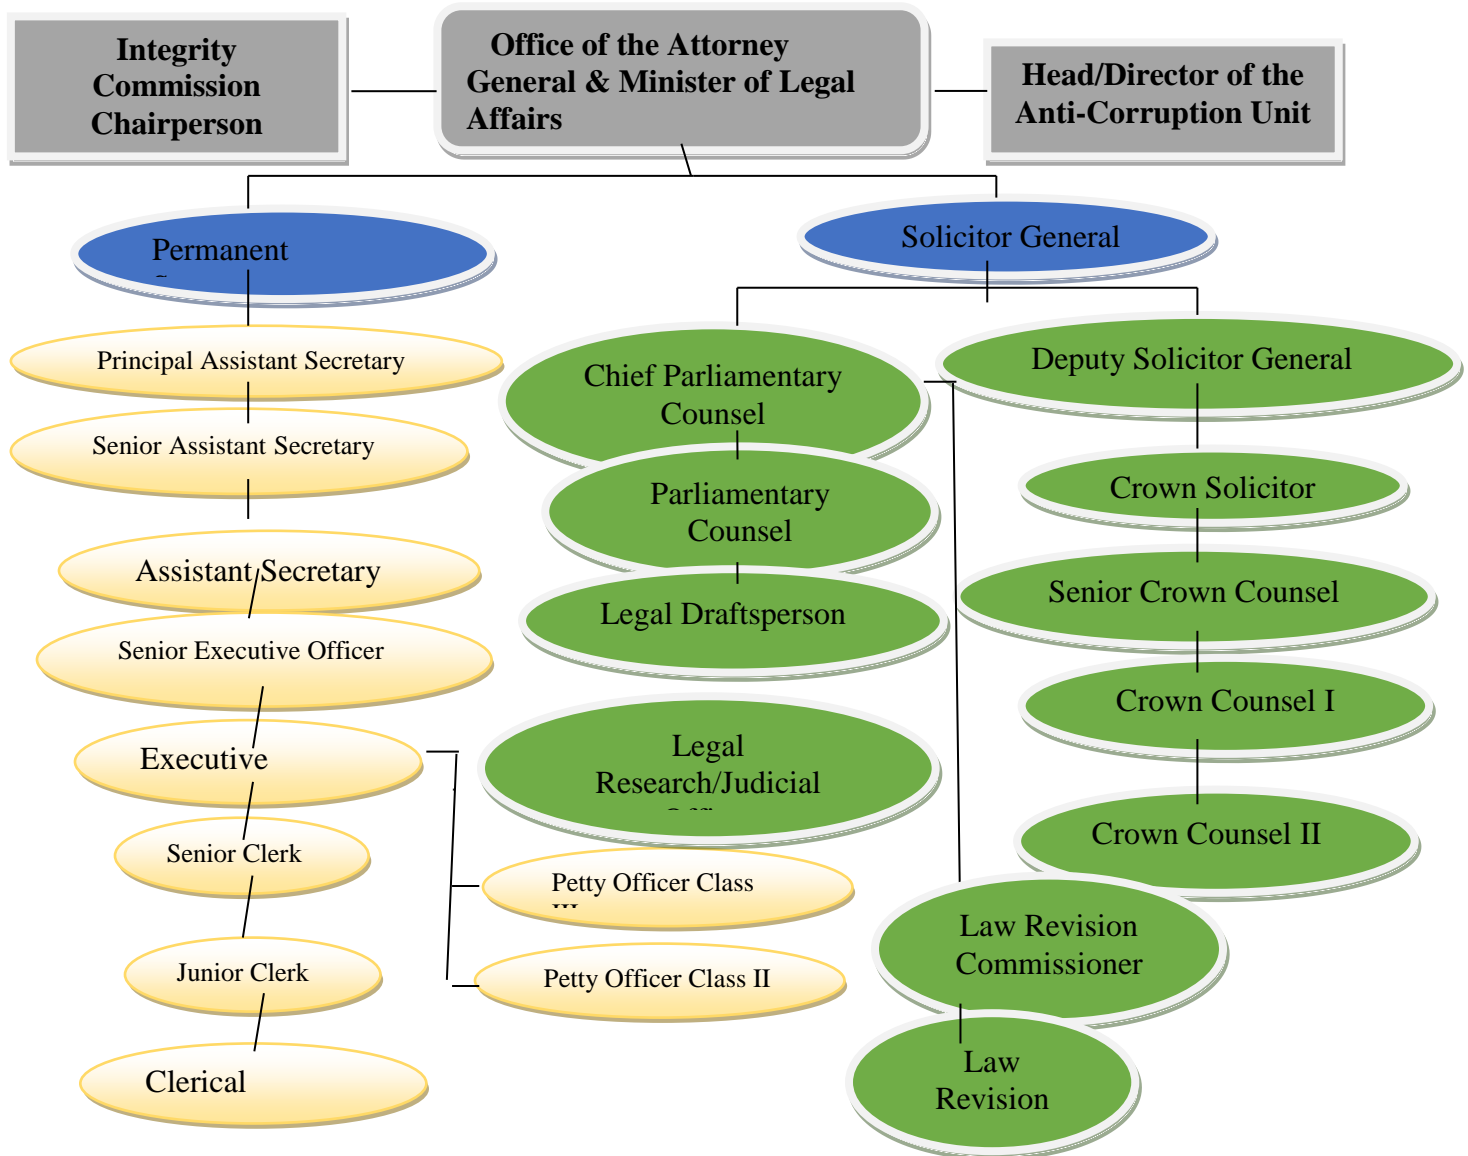 Integrity
Commission
Chairperson
Office of the Attorney
General & Minister of Legal
Affairs
Head/Director of the
Anti-Corruption Unit
Permanent
Solicitor General
Principal Assistant Secretary
Senior Assistant Secretary
Assistant Secretary
Senior Executive Officer
Executive
Senior Clerk
Junior Clerk
Clerical
Chief Parliamentary
Counsel
Parliamentary
Counsel
Legal Draftsperson
Legal
Research/Judicial
Petty Officer Class
Petty Officer Class II
Deputy Solicitor General
Crown Solicitor
Senior Crown Counsel
Crown Counsel I
Crown Counsel II
Law Revision
Commissioner
Law
Revision